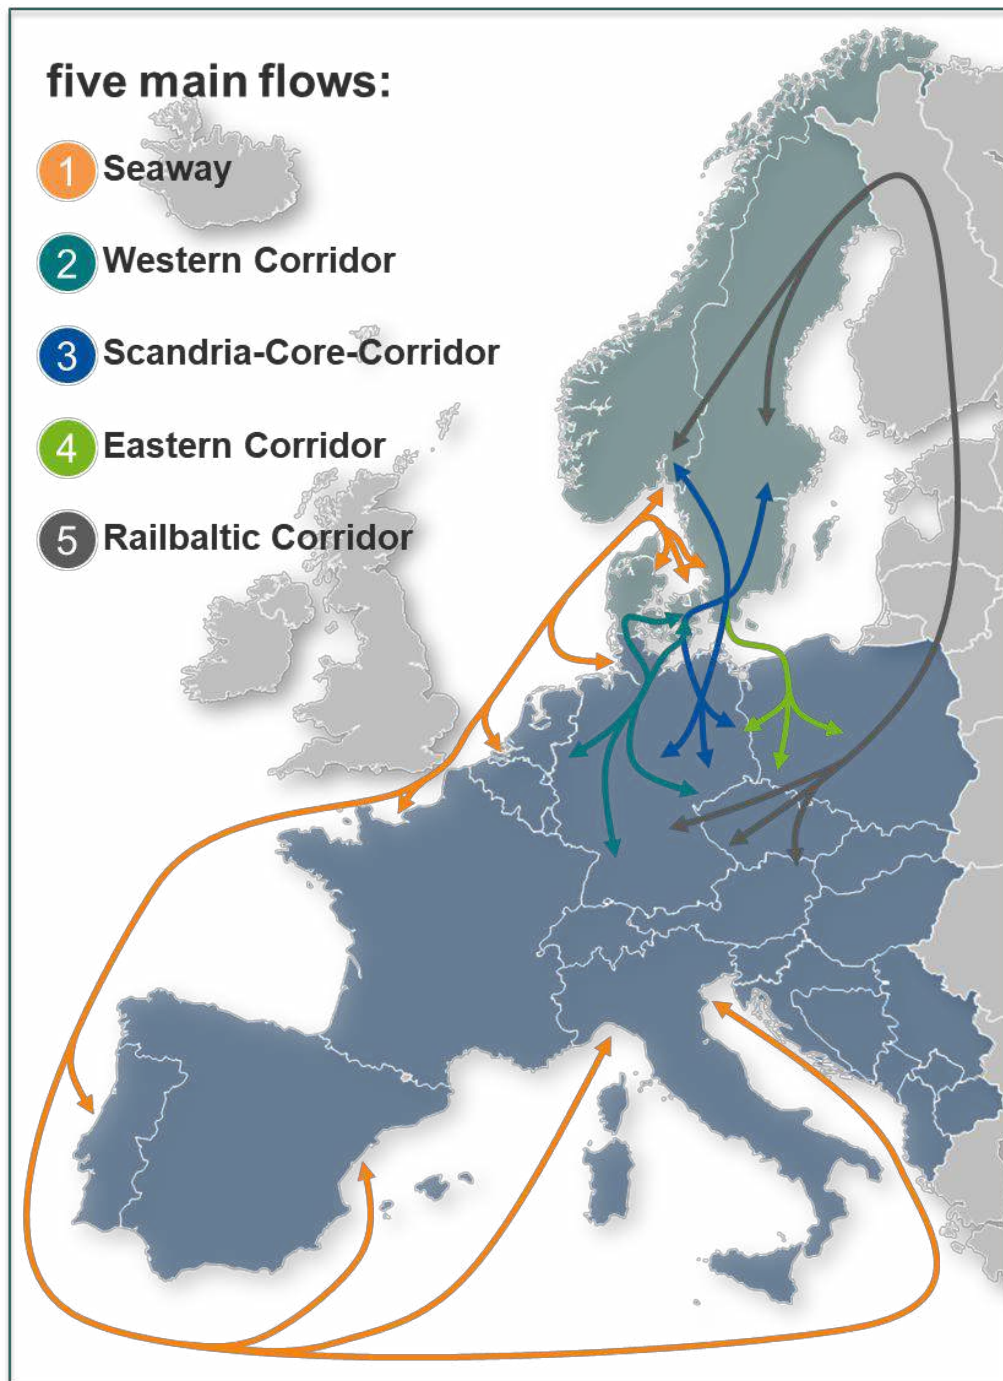 five main flows:
1 Seaway
2 Western Corridor
3 Scandria-Core-Corridor
4 Eastern Corridor
5 Railbaltic Corridor